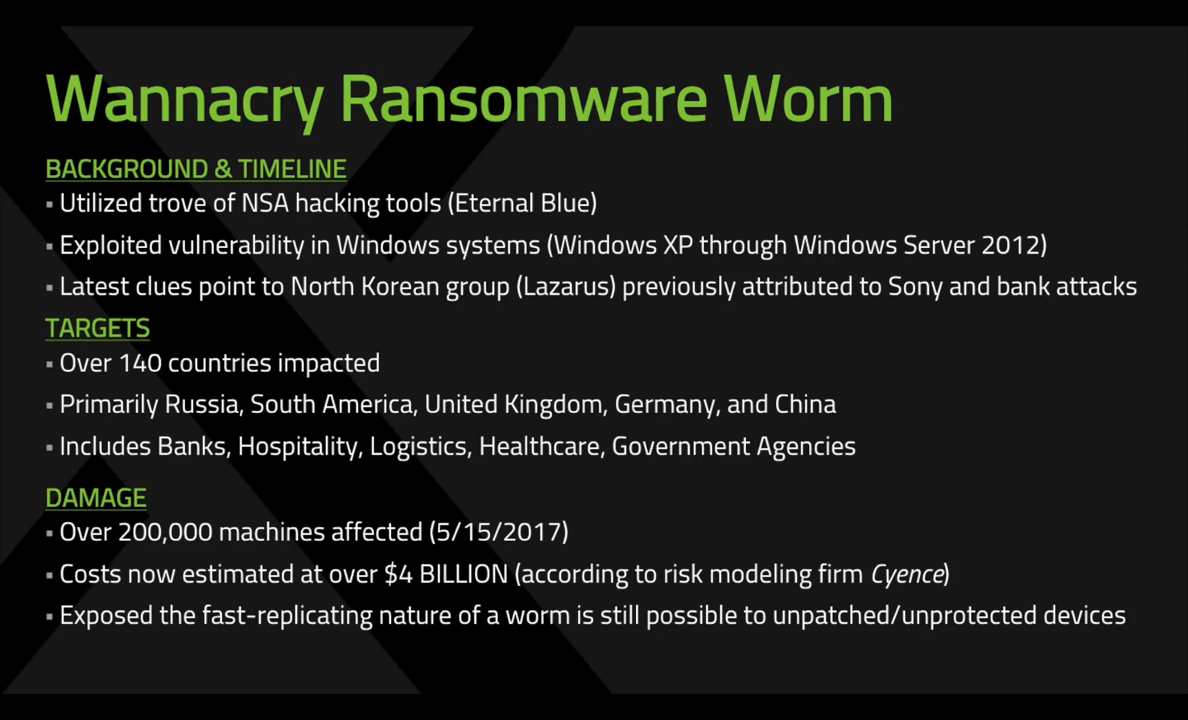 Wannacry Ransomware Worm
BACKGROUND & TIMELINE
▪ Utilized trove of NSA hacking tools (Eternal Blue)
▪ Exploited vulnerability in Windows systems (Windows XP through Windows Server 2012)
▪ Latest clues point to North Korean group (Lazarus) previously attributed to Sony and bank attacks
TARGETS
▪ Over 140 countries impacted
▪ Primarily Russia, South America, United Kingdom, Germany, and China
▪ Includes Banks, Hospitality, Logistics, Healthcare, Government Agencies
DAMAGE
▪ Over 200,000 machines affected (5/15/2017)
▪ Costs now estimated at over $4 BILLION (according to risk modeling firm Cyence)
▪ Exposed the fast-replicating nature of a worm is still possible to unpatched/unprotected devices